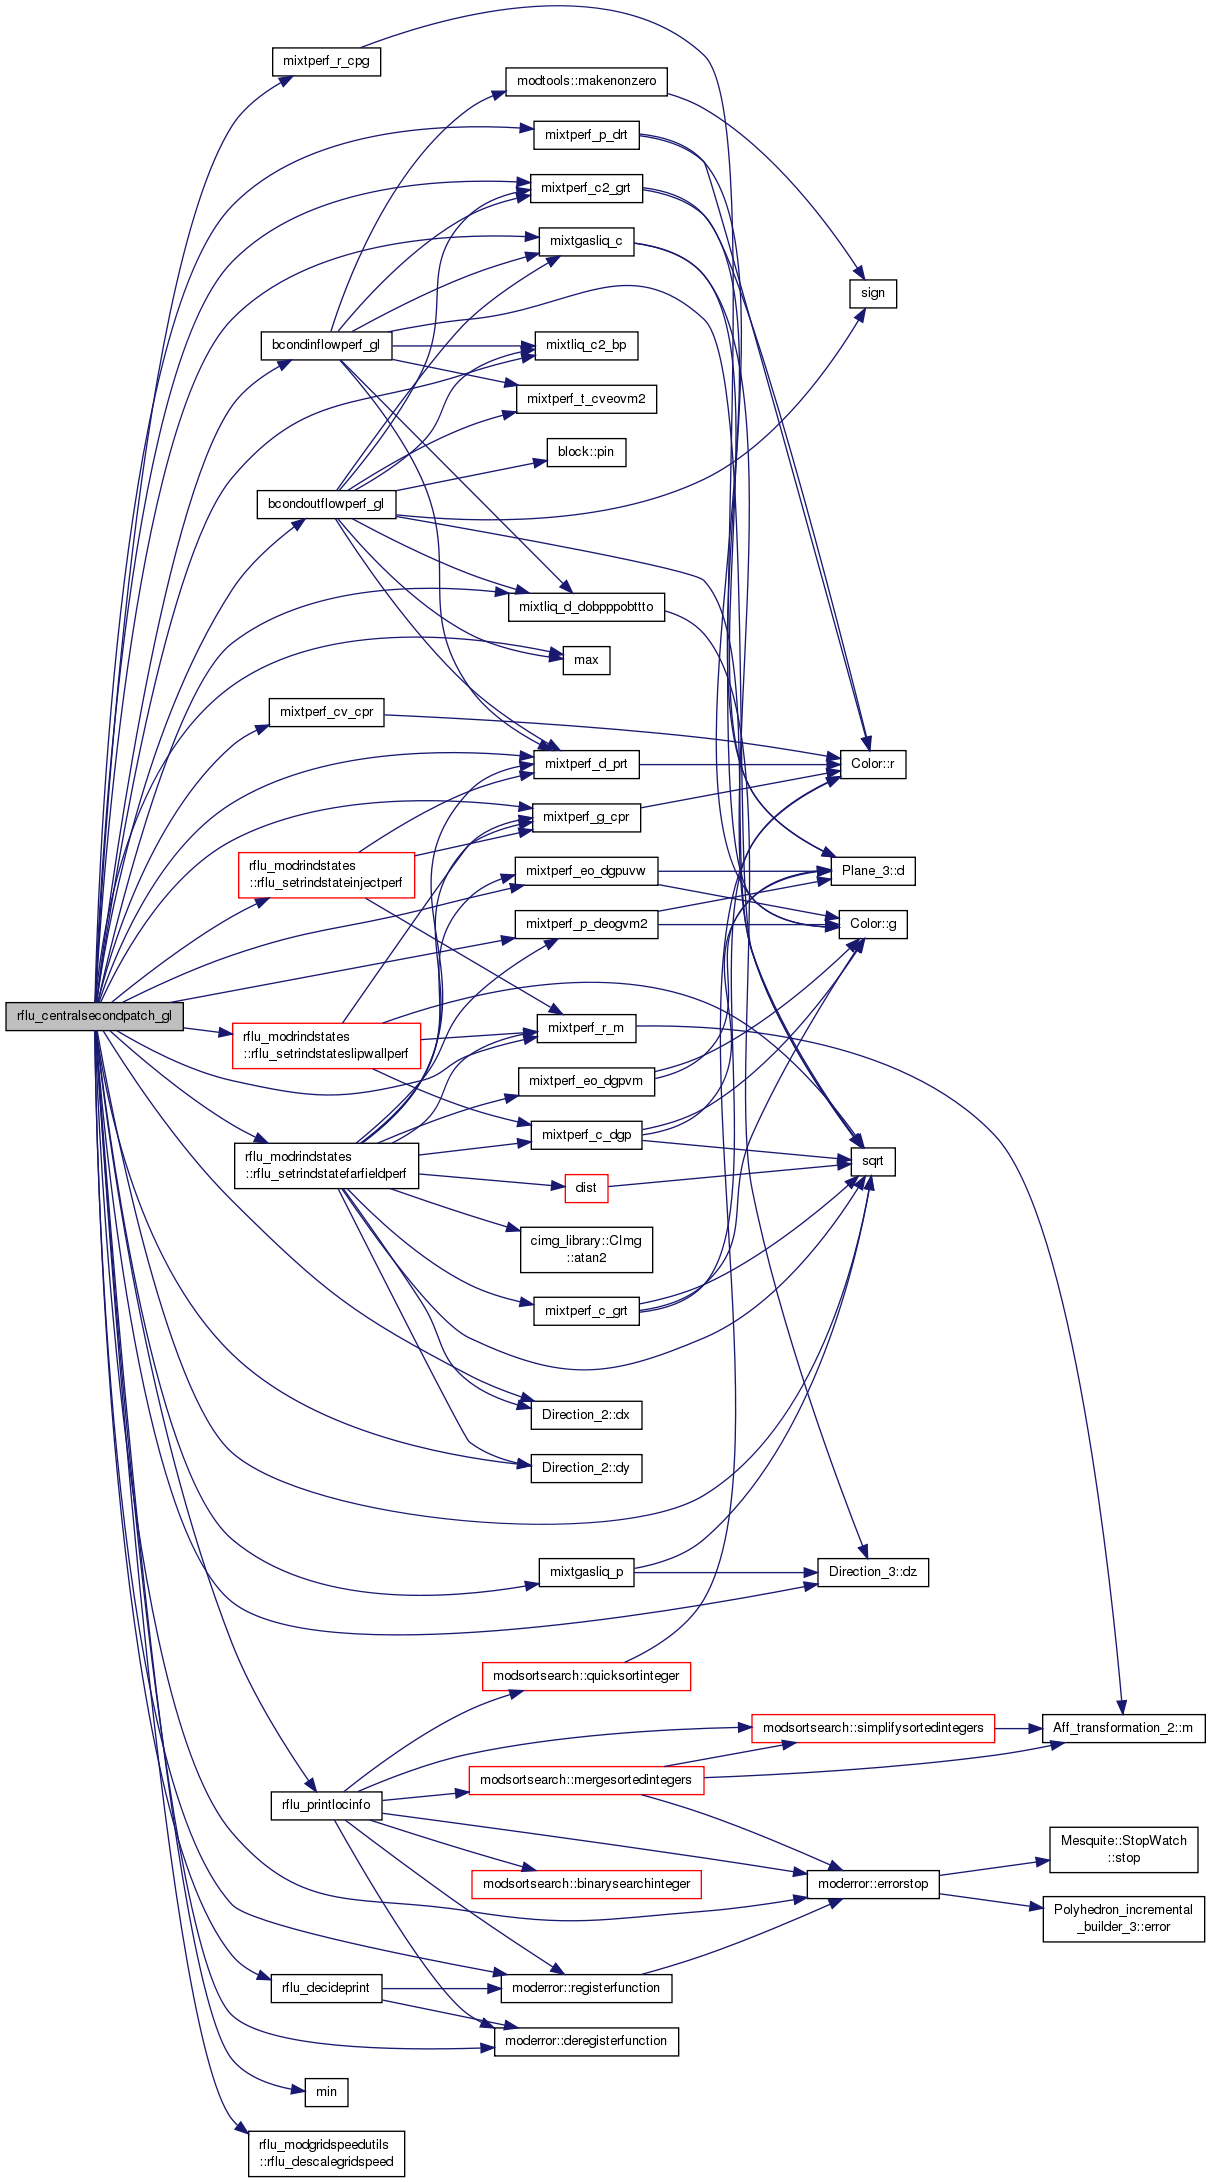 mixtperf_r_cpg
modtools::makenonzero
mixtperf_p_drt
mixtperf_c2_grt
mixtgasliq_c
sign
bcondinflowperf_gl
mixtliq_c2_bp
mixtperf_t_cveovm2
block::pin
bcondoutflowperf_gl
mixtliq_d_dobpppobttto
max
mixtperf_cv_cpr
mixtperf_d_prt
Color::r
mixtperf_g_cpr
rflu_modrindstates
::rflu_setrindstateinjectperf
mixtperf_eo_dgpuvw
Plane_3::d
mixtperf_p_deogvm2
Color::g
rflu_centralsecondpatch_gl
rflu_modrindstates
::rflu_setrindstateslipwallperf
mixtperf_r_m
mixtperf_eo_dgpvm
mixtperf_c_dgp
rflu_modrindstates
::rflu_setrindstatefarfieldperf
sqrt
dist
cimg_library::CImg
::atan2
mixtperf_c_grt
Direction_2::dx
Direction_2::dy
mixtgasliq_p
Direction_3::dz
modsortsearch::quicksortinteger
modsortsearch::simplifysortedintegers
Aff_transformation_2::m
modsortsearch::mergesortedintegers
rflu_printlocinfo
Mesquite::StopWatch
::stop
modsortsearch::binarysearchinteger
moderror::errorstop
Polyhedron_incremental
_builder_3::error
rflu_decideprint
moderror::registerfunction
moderror::deregisterfunction
min
rflu_modgridspeedutils
::rflu_descalegridspeed